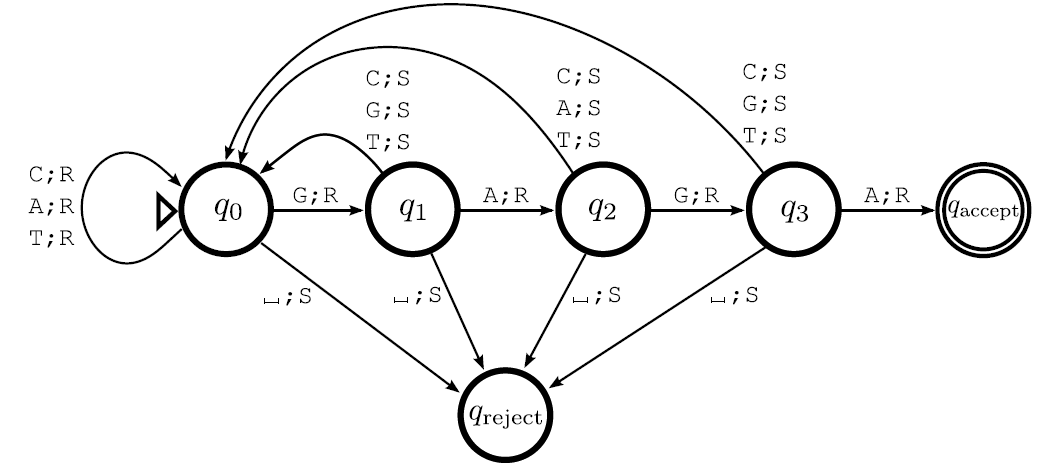 C;S
G;S
T;S
C;S
A;S
T;S
C;S
G;S
T;S
C;R
A;R
T;R
q0
G;R
q1
A;R
q2
G;R
q3
A;R
qaccept
␣;S
␣;S
␣;S
␣;S
qreject